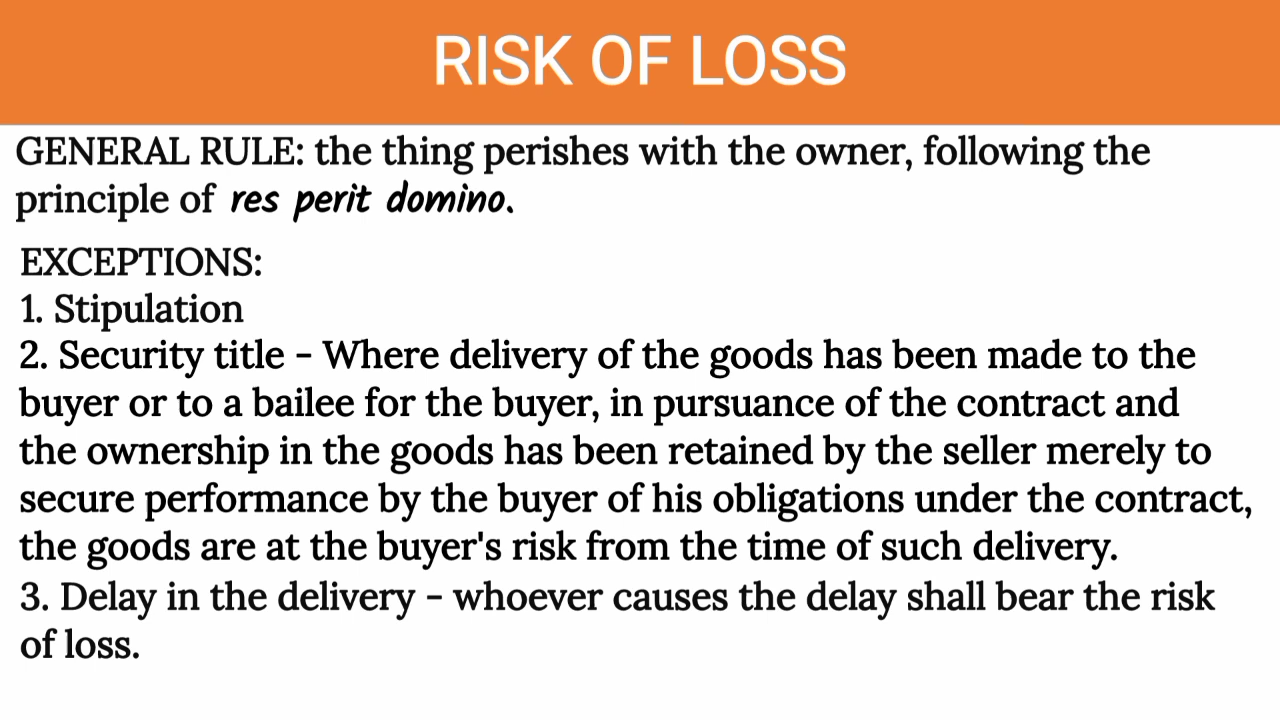 RISK OF LOSS
GENERAL RULE: the thing perishes with the owner, following the
principle of res perit domino.
EXCEPTIONS:
1. Stipulation
2. Security title - Where delivery of the goods has been made to the
buyer or to a bailee for the buyer, in pursuance of the contract and
the ownership in the goods has been retained by the seller merely to
secure performance by the buyer of his obligations under the contract,
the goods are at the buyer's risk from the time of such delivery.
3. Delay in the delivery - whoever causes the delay shall bear the risk
of loss.